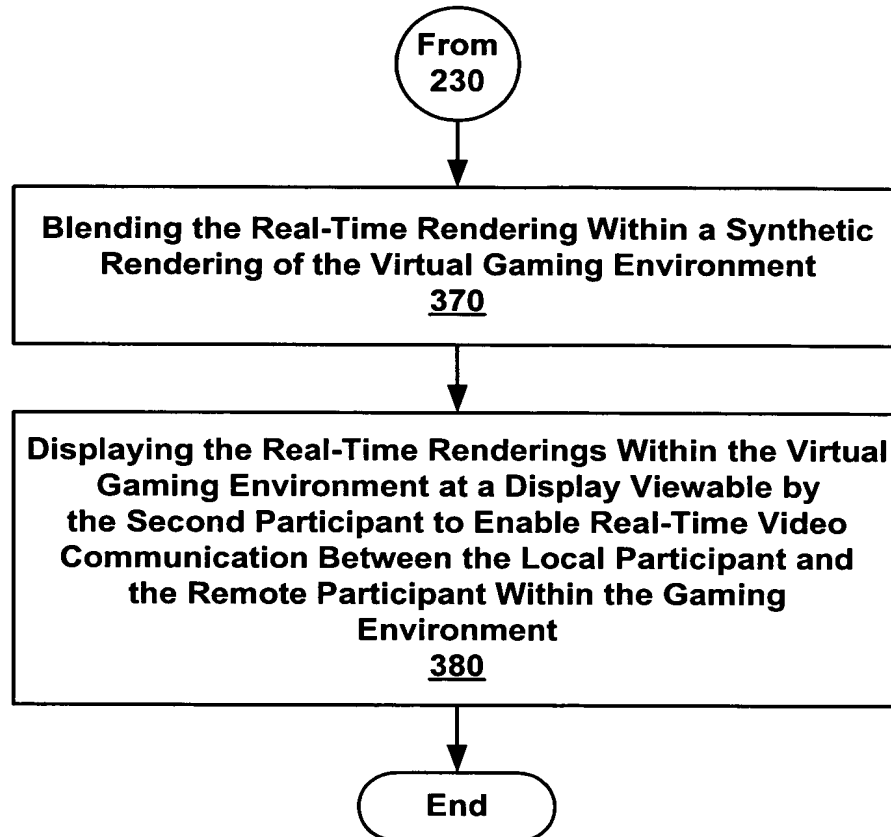 From
230
Blending the Real-Time Rendering Within a Synthetic
Rendering of the Virtual Gaming Environment
370
Displaying the Real-Time Renderings Within the Virtual
Gaming Environment at a Display Viewable by
the Second Participant to Enable Real-Time Video
Communication Between the Local Participant and
the Remote Participant Within the Gaming
Environment
380
End